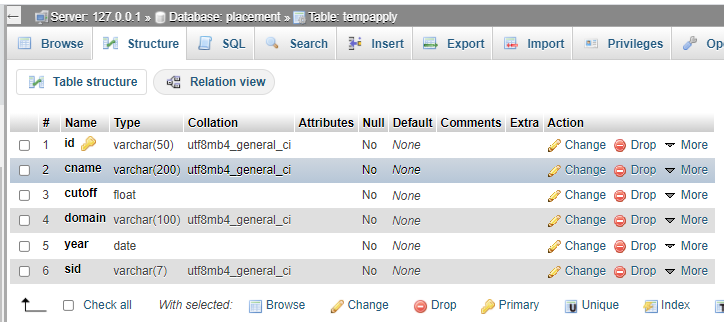 Server: 127.0.0.1 » Database: placement » Table: tempapply
Browse Structure SQL Search Insert Export Import Privileges
Table structure Relation view
# Name Type Collation Attributes Null Default Comments Extra Action
1 id varchar(50) utf8mb4_general_ci No None Change Drop More
2 cname varchar(200) utf8mb4_general_ci No None Change Drop More
3 cutoff float No None Change Drop More
4 domain varchar(100) utf8mb4_general_ci No None Change Drop More
5 year date No None Change Drop More
6 sid varchar(7) utf8mb4_general_ci No None Change Drop More
Check all With selected: Browse Change Drop Primary Unique Index